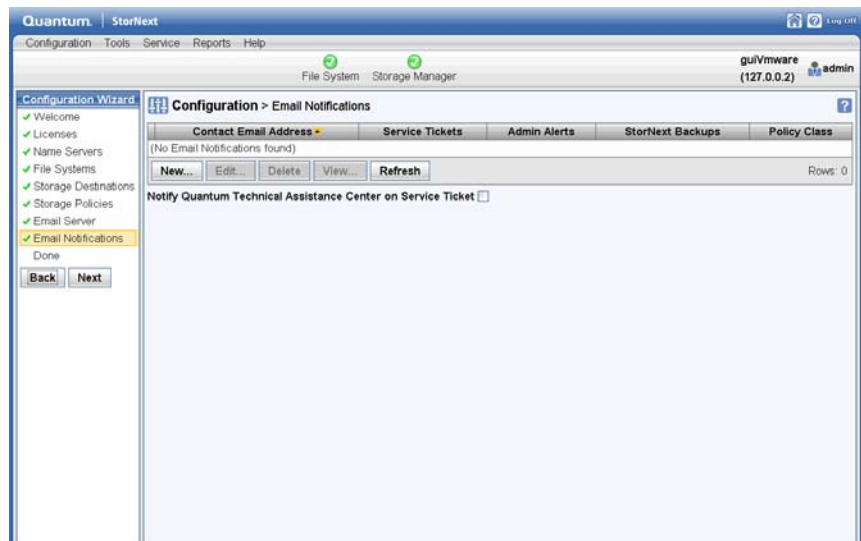 Quantum. StorNext
Log Off
Configuration Tools Service Reports Help
File System Storage Manager
guiVmware
(127.0.0.2)
admin
Configuration Wizard
Welcome
Licenses
Name Servers
File Systems
Storage Destinations
Storage Policies
Email Server
Email Notifications
Done
Back Next
Configuration > Email Notifications
?
Contact Email Address Service Tickets Admin Alerts StorNext Backups Policy Class
(No Email Notifications found)
New... Edit... Delete View... Refresh Rows: 0
Notify Quantum Technical Assistance Center on Service Ticket